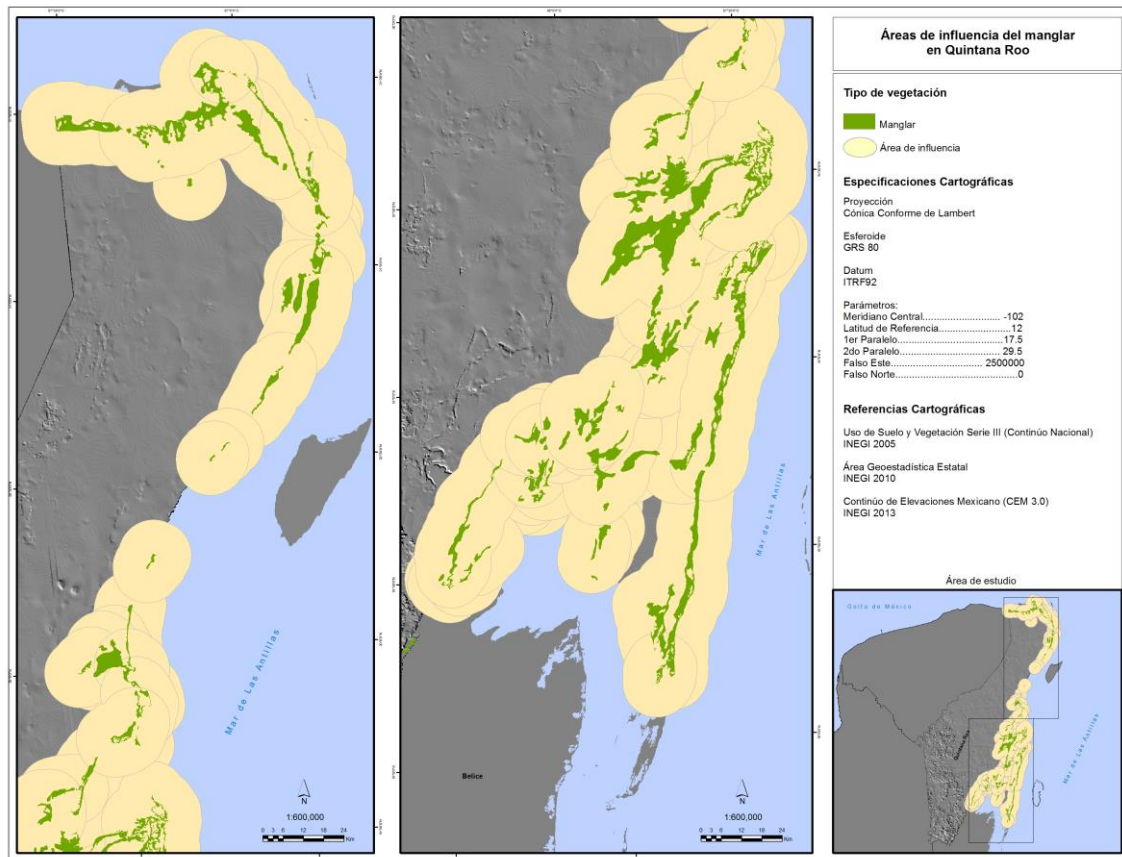 Mar de Las Antillas
N
1:600,000
0 3 6 12 18 24
Km
Mar de Las Antillas
Belice
N
1:600,000
0 3 6 12 18 24
Km
Áreas de influencia del manglar
en Quintana Roo
Tipo de vegetación
Manglar
Área de influencia
Especificaciones Cartográficas
Proyección
Cónica Conforme de Lambert
Esferoide
GRS 80
Datum
ITRF92
Parámetros:
Meridiano Central............................ -102
Latitud de Referencia..........................12
1er Paralelo........................................17.5
2do Paralelo....................................... 29.5
Falso Este................................. 2500000
Falso Norte............................................0
Referencias Cartográficas
Uso de Suelo y Vegetación Serie III (Continúo Nacional)
INEGI 2005
Área Geoestadística Estatal
INEGI 2010
Continúo de Elevaciones Mexicano (CEM 3.0)
INEGI 2013
Área de estudio
Golfo de México
Quintana Roo
Mar de Las Antillas